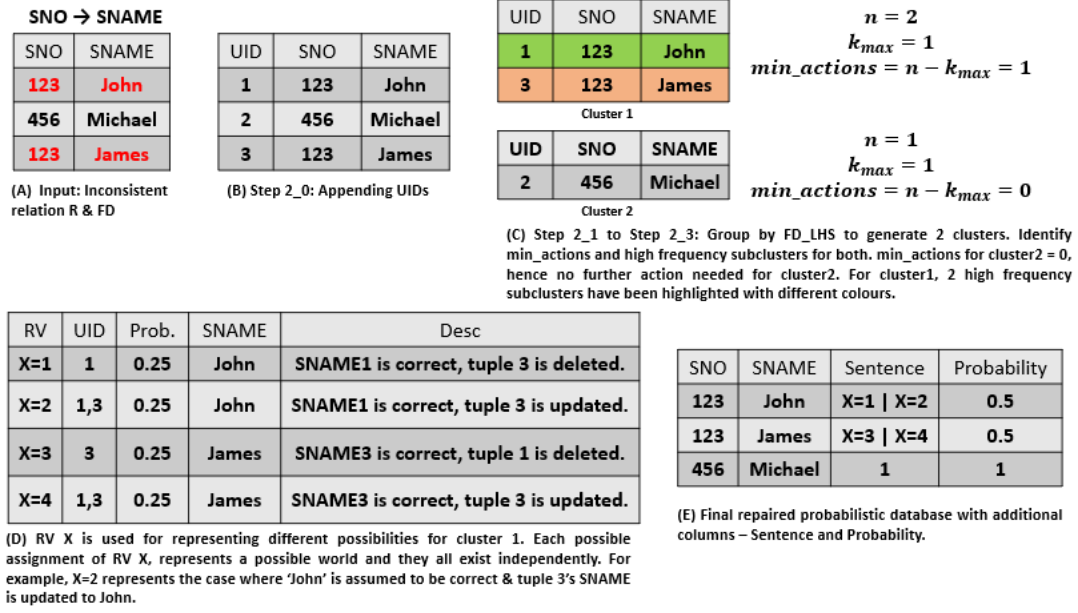 SNO → SNAME
SNO SNAME
123 John
456 Michael
123 James
(A) Input: Inconsistent
relation R & FD
UID SNO SNAME
1 123 John
2 456 Michael
3 123 James
(B) Step 2_0: Appending UIDs
UID SNO SNAME
1 123 John
3 123 James
Cluster 1
n = 2
k_max = 1
min_actions = n − k_max = 1
UID SNO SNAME
2 456 Michael
Cluster 2
n = 1
k_max = 1
min_actions = n − k_max = 0
(C) Step 2_1 to Step 2_3: Group by FD_LHS to generate 2 clusters. Identify
min_actions and high frequency subclusters for both. min_actions for cluster2 = 0,
hence no further action needed for cluster2. For cluster1, 2 high frequency
subclusters have been highlighted with different colours.
RV UID Prob. SNAME Desc
X=1 1 0.25 John SNAME1 is correct, tuple 3 is deleted.
X=2 1,3 0.25 John SNAME1 is correct, tuple 3 is updated.
X=3 3 0.25 James SNAME3 is correct, tuple 1 is deleted.
X=4 1,3 0.25 James SNAME3 is correct, tuple 3 is updated.
(D) RV X is used for representing different possibilities for cluster 1. Each possible
assignment of RV X, represents a possible world and they all exist independently. For
example, X=2 represents the case where ‘John’ is assumed to be correct & tuple 3’s SNAME
is updated to John.
SNO SNAME Sentence Probability
123 John X=1 | X=2 0.5
123 James X=3 | X=4 0.5
456 Michael 1 1
(E) Final repaired probabilistic database with additional
columns – Sentence and Probability.